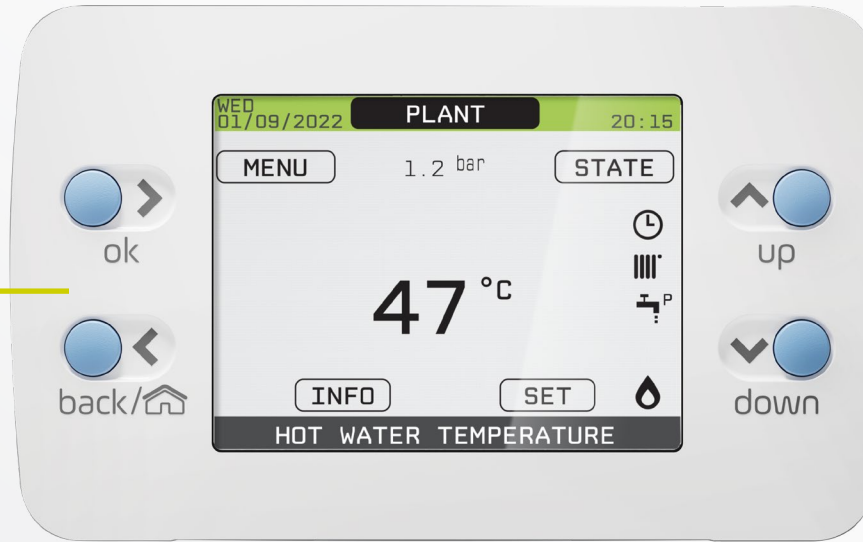 WED
01/09/2022 PLANT 20:15
MENU 1.2 bar STATE
ok up
P
47 °C
back/ down
INFO SET
HOT WATER TEMPERATURE